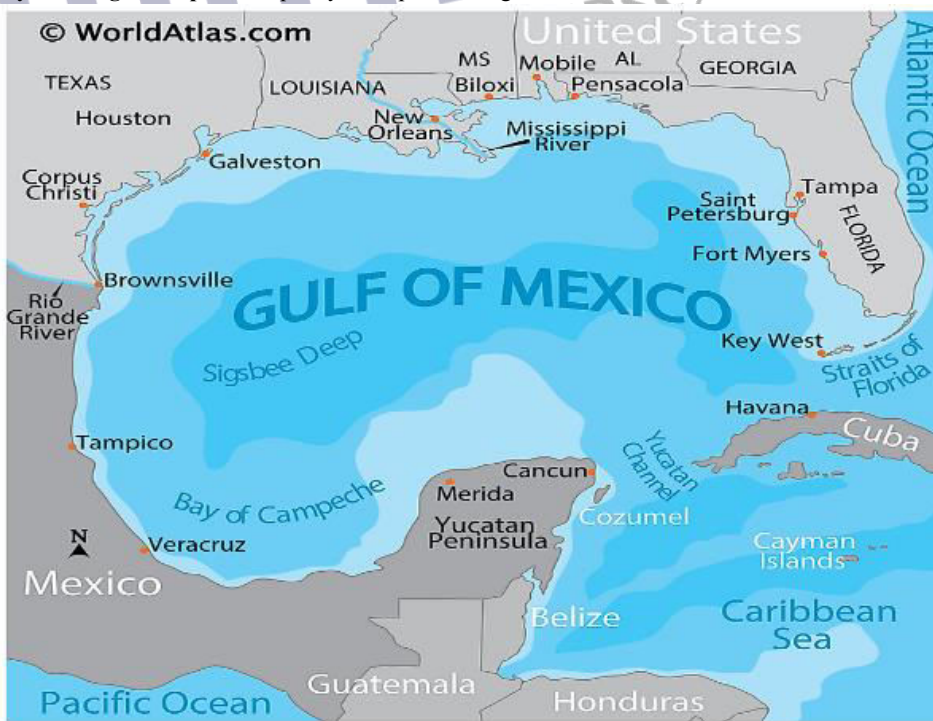 © WorldAtlas.com
United States
Atlantic Ocean
TEXAS
LOUISIANA
MS
Mobile
AL
GEORGIA
Biloxi
Pensacola
Houston
New
Orleans
Mississippi
River
Galveston
Corpus
Christi
Tampa
Saint
Petersburg
FLORIDA
Fort Myers
Brownsville
GULF OF MEXICO
Rio
Grande
River
Sigsbee Deep
Key West
Straits of
Florida
Havana
Cuba
Tampico
Yucatan
Channel
Cancun
Bay of Campeche
Merida
Cozumel
Yucatan
Peninsula
N
Veracruz
Cayman
Islands
Mexico
Belize
Caribbean
Sea
Guatemala
Pacific Ocean
Honduras